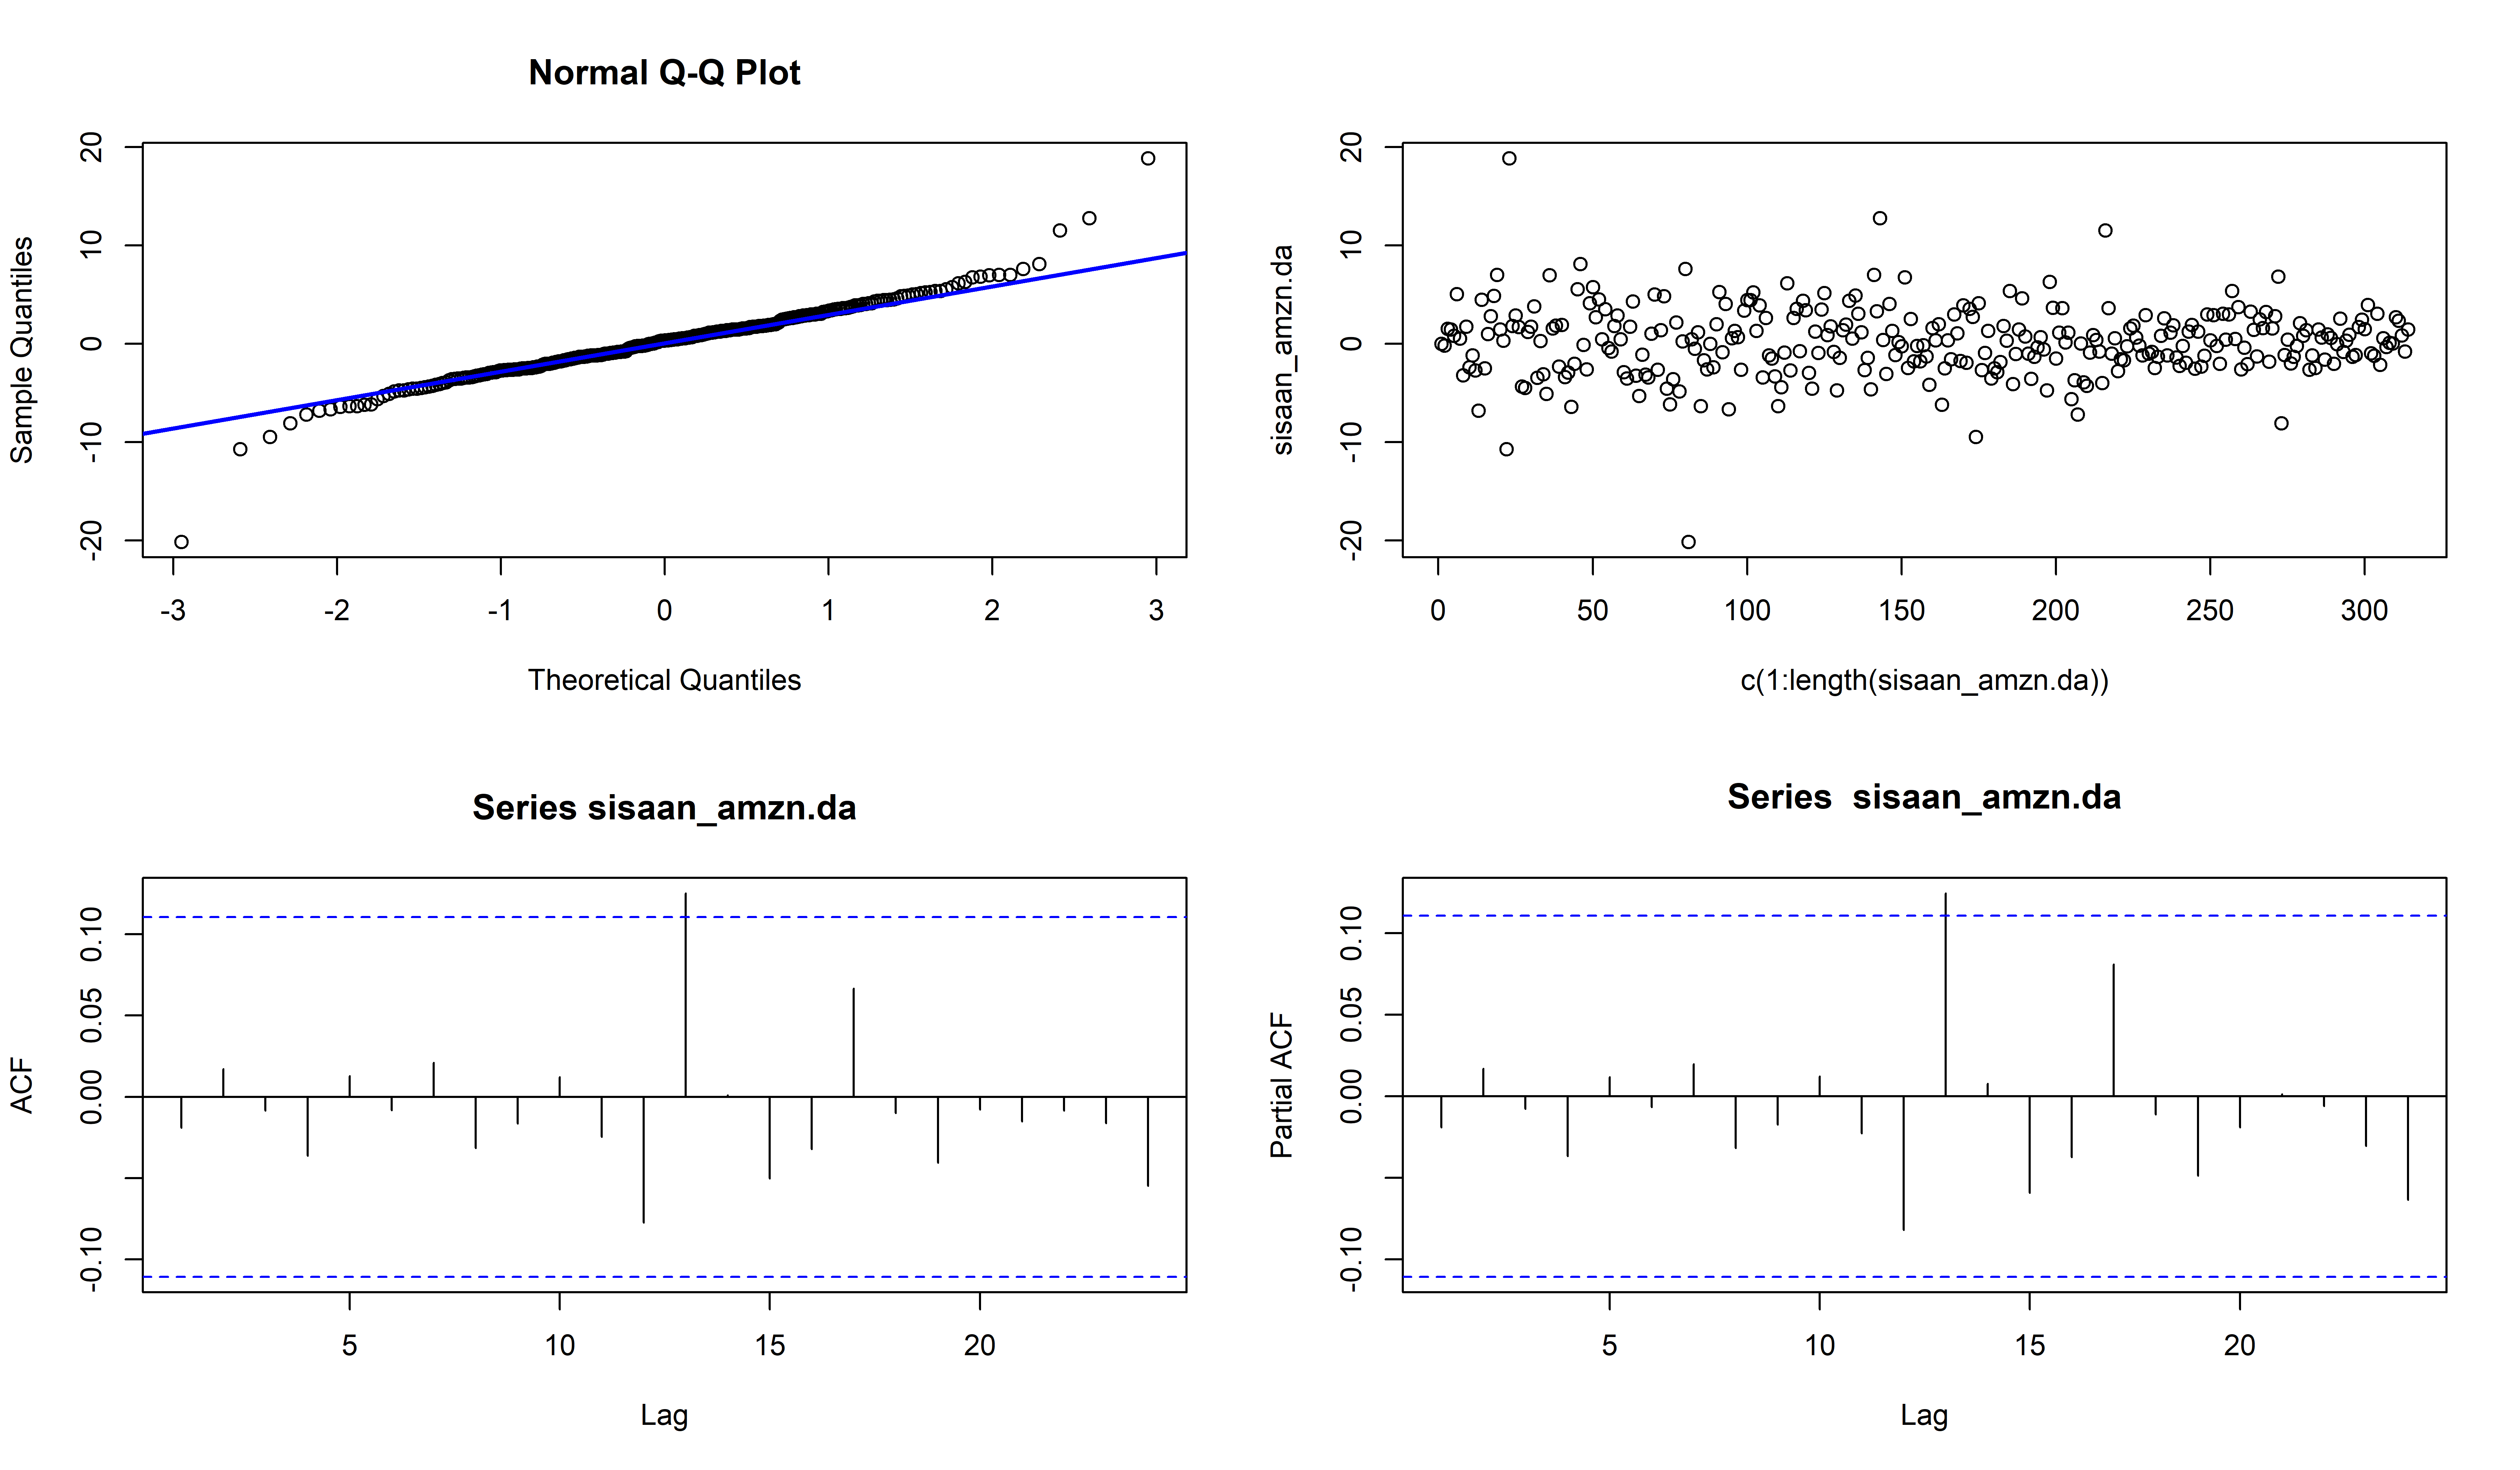 Normal Q-Q Plot
Sample Quantiles
20
10
0
-10
-20
-3 -2 -1 0 1 2 3
Theoretical Quantiles
sisaan_amzn.da
20
10
0
-10
-20
0 50 100 150 200 250 300
c(1:length(sisaan_amzn.da))
Series sisaan_amzn.da
ACF
0.10
0.05
0.00
-0.10
5 10 15 20
Lag
Series  sisaan_amzn.da
Partial ACF
0.10
0.05
0.00
-0.10
5 10 15 20
Lag